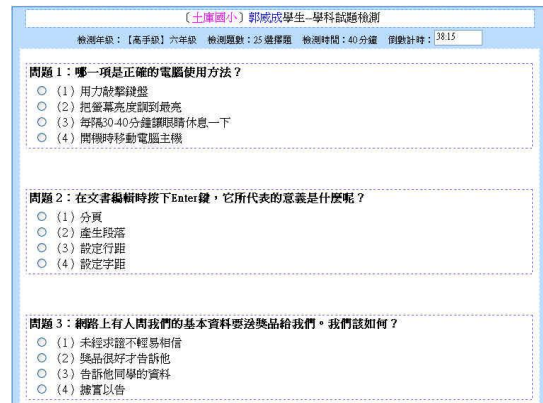 〔土庫國小〕郭威成學生--學科試題檢測
檢測年級：【高手級】六年級 檢測題數：25選擇題 檢測時間：40分鐘 倒數計時：38:15
問題1：哪一項是正確的電腦使用方法？
（1）用力敲擊鍵盤
（2）把螢幕亮度調到最亮
（3）每隔30-40分鐘讓眼睛休息一下
（4）開機時移動電腦主機
問題2：在文書編輯時按下Enter鍵，它所代表的意義是什麼呢？
（1）分頁
（2）產生段落
（3）設定行距
（4）設定字距
問題3：網路上有人問我們的基本資料要送獎品給我們。我們該如何？
（1）未經求證不輕易相信
（2）獎品很好才告訴他
（3）告訴他同學的資料
（4）據實以告